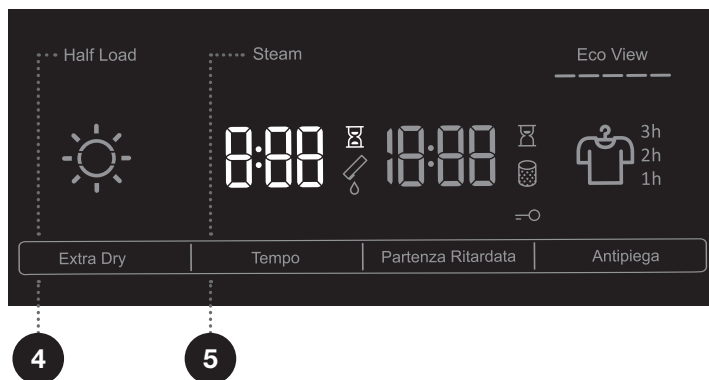 Half Load Steam Eco View
8:88 18:88 3h
2h
1h
Extra Dry Tempo Partenza Ritardata Antipiega
4 5